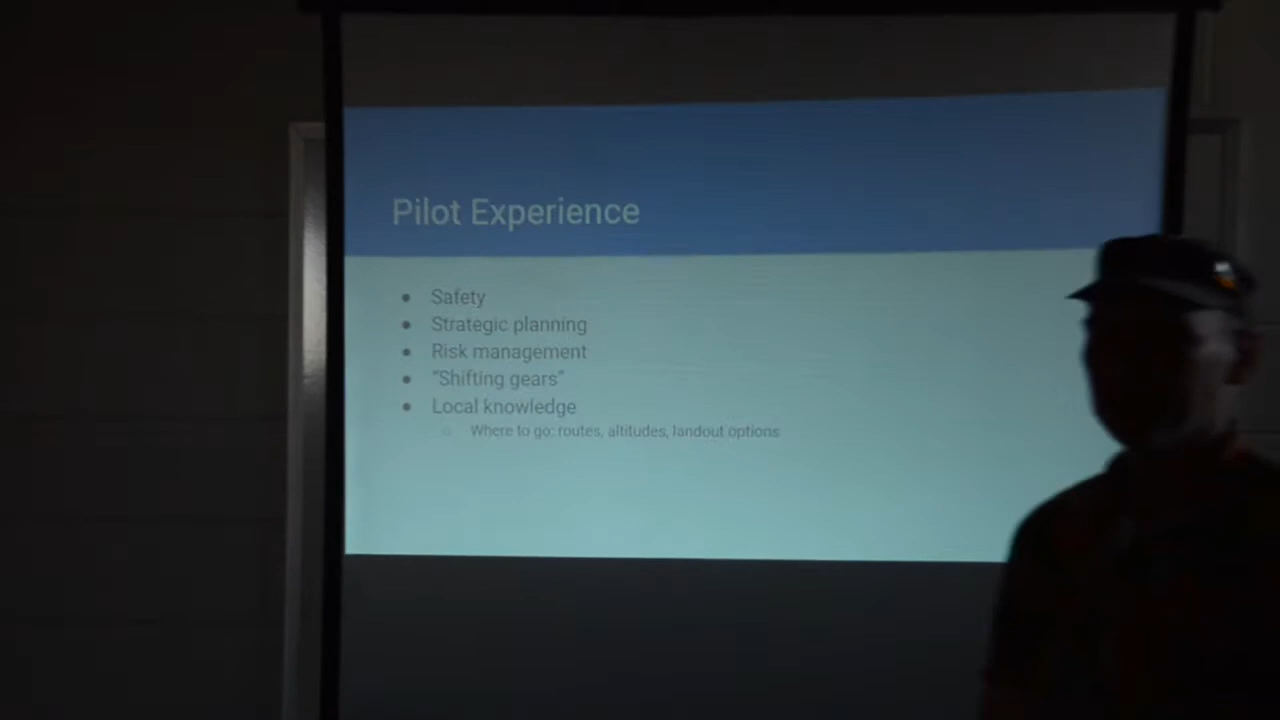 Pilot Experience
● Safety
● Strategic planning
● Risk management
● “Shifting gears”
● Local knowledge
○ Where to go: routes, altitudes, landout options